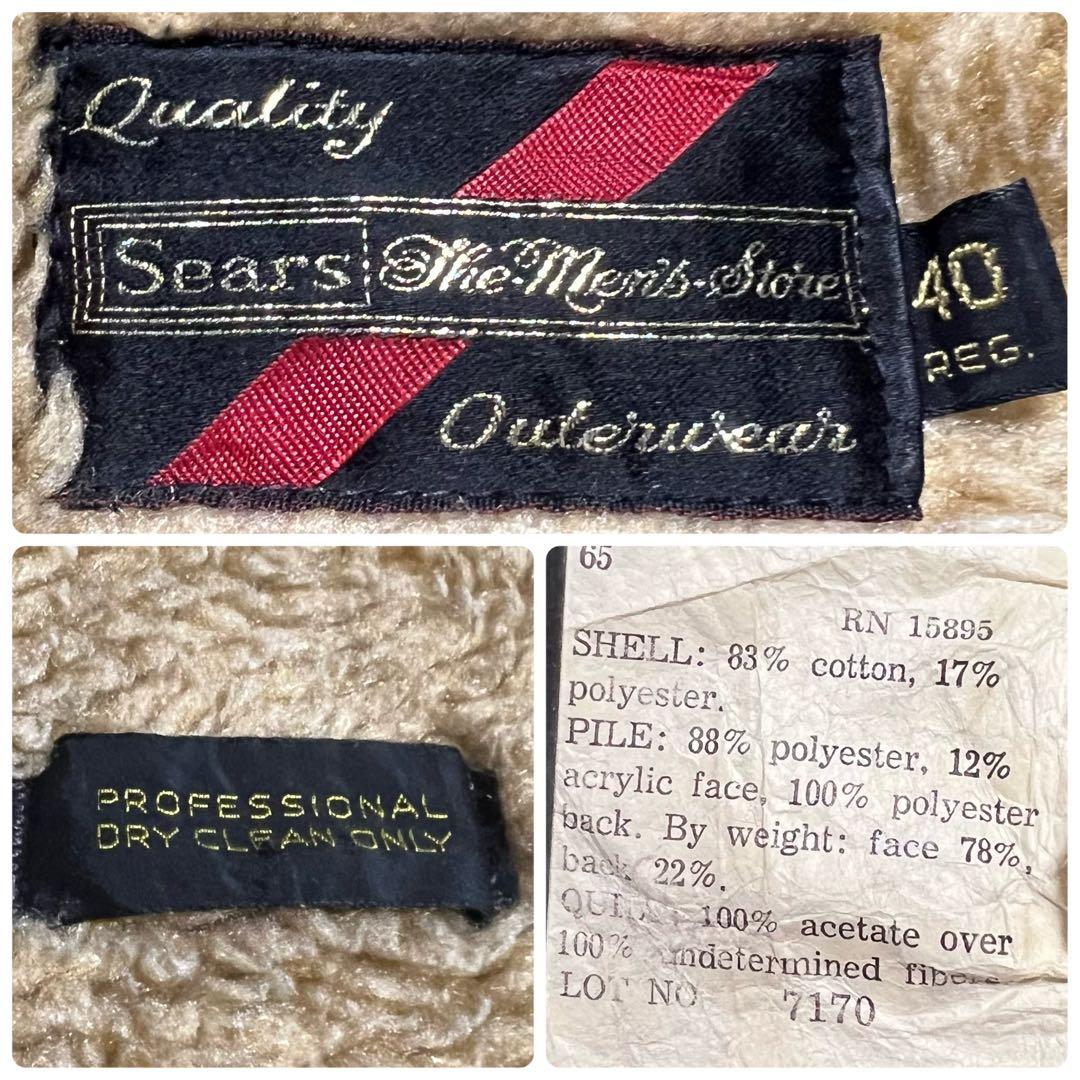 Quality
Sears The Men's Store
Outerwear
40
REG.
PROFESSIONAL
DRY CLEAN ONLY
65
RN 15895
SHELL: 83% cotton, 17%
polyester.
PILE: 88% polyester, 12%
acrylic face, 100% polyester
back. By weight: face 78%,
back 22%.
100% acetate over
100% undetermined fibers
LOT NO 7170